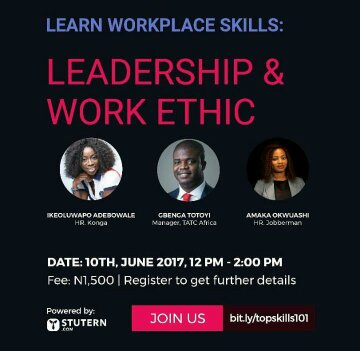 LEARN WORKPLACE SKILLS:
LEADERSHIP &
WORK ETHIC
IKEOLUWAPO ADEBOWALE
HR. Konga
GBENGA TOTOYI
Manager, TATC Africa
AMAKA OKWUASHI
HR. Jobberman
DATE: 10TH, JUNE 2017, 12 PM - 2:00 PM
Fee: N1,500 | Register to get further details
Powered by:
STUTERN
.COM
JOIN US
bit.ly/topskills101